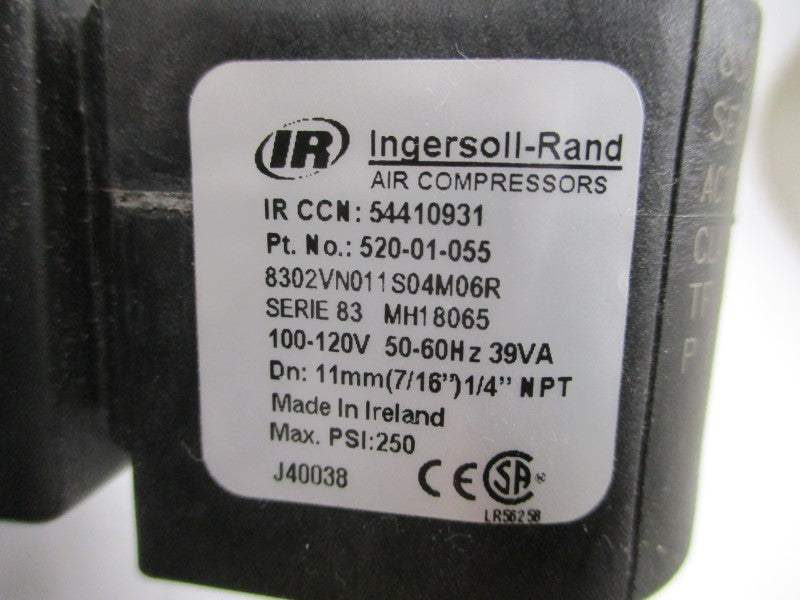 IR Ingersoll-Rand
AIR COMPRESSORS
IR CCN: 54410931
Pt. No.: 520-01-055
8302VN011S04M06R
SERIE 83 MH18065
100-120V 50-60Hz 39VA
Dn: 11mm(7/16")1/4" NPT
Made In Ireland
Max. PSI:250
J40038 CE SA ®
LR56258